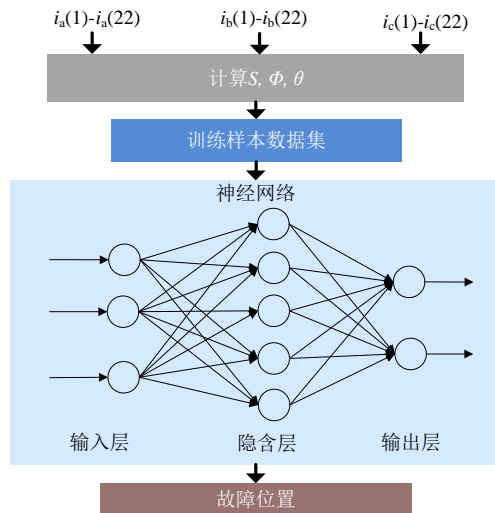 ia(1)-ia(22) ib(1)-ib(22) ic(1)-ic(22)
计算S, Φ, θ
训练样本数据集
神经网络
输入层 隐含层 输出层
故障位置